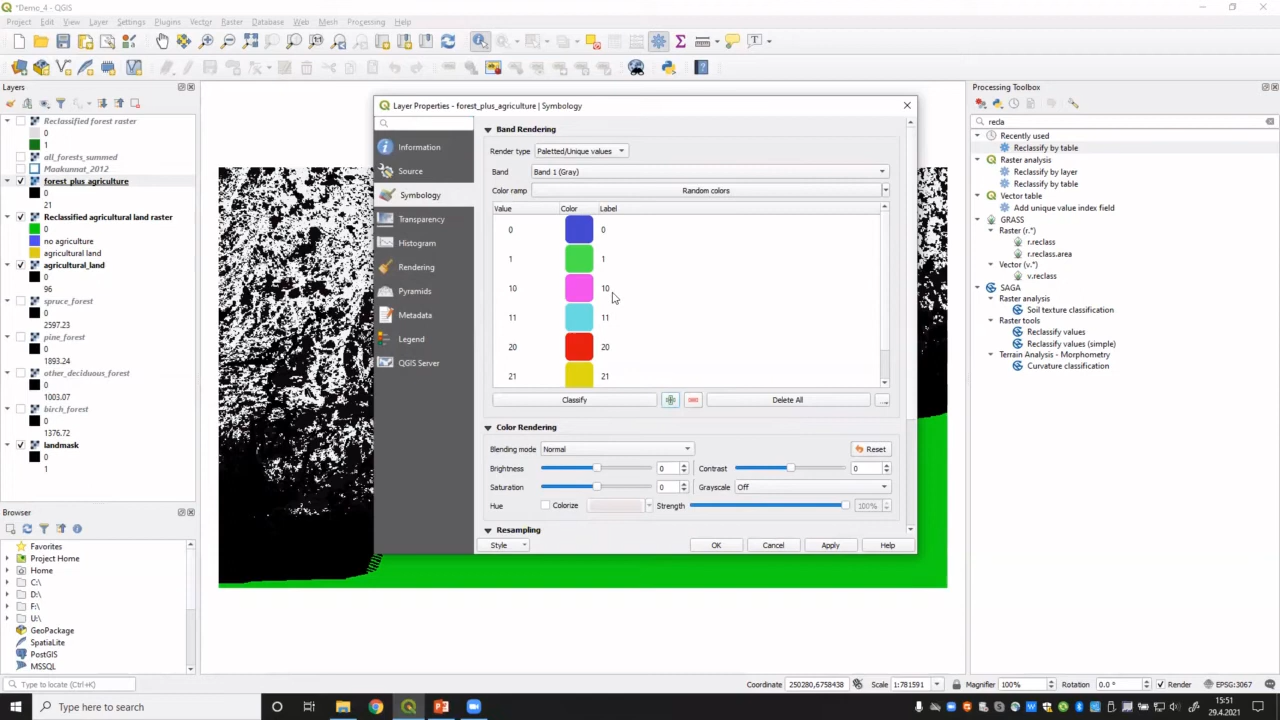 *Demo_4 - QGIS
Project Edit View Layer Settings Plugins Vector Raster Database Web Mesh Processing Help
Layers
Reclassified forest raster
0
1
all_forests_summed
Maakunnat_2012
forest_plus_agriculture
0
21
Reclassified agricultural land raster
0
no agriculture
agricultural land
agricultural_land
0
96
spruce_forest
0
2597.23
pine_forest
0
1893.24
other_deciduous_forest
0
1003.07
birch_forest
0
1376.72
landmask
0
1
Browser
Favorites
Project Home
Home
C:\
D:\
F:\
U:\
GeoPackage
SpatiaLite
PostGIS
MSSQL
Layer Properties - forest_plus_agriculture | Symbology
Information
Source
Symbology
Transparency
Histogram
Rendering
Pyramids
Metadata
Legend
QGIS Server
Band Rendering
Render type Paletted/Unique values
Band Band 1 (Gray)
Color ramp Random colors
Value Color Label
0 0
1 1
10 10
11 11
20 20
21 21
Classify Delete All ...
Color Rendering
Blending mode Normal Reset
Brightness 0 Contrast 0
Saturation 0 Grayscale Off
Hue Colorize Strength 100%
Resampling
Style OK Cancel Apply Help
Processing Toolbox
reda
Recently used
Reclassify by table
Raster analysis
Reclassify by layer
Reclassify by table
Vector table
Add unique value index field
GRASS
Raster (r.*)
r.reclass
r.reclass.area
Vector (v.*)
v.reclass
SAGA
Raster analysis
Soil texture classification
Raster tools
Reclassify values
Reclassify values (simple)
Terrain Analysis - Morphometry
Curvature classification
Type to locate (Ctrl+K) Coordinate 250280,6758438 Scale 1:781591 Magnifier 100% Rotation 0.0 ° Render EPSG:3067
Type here to search
15:51
29.4.2021